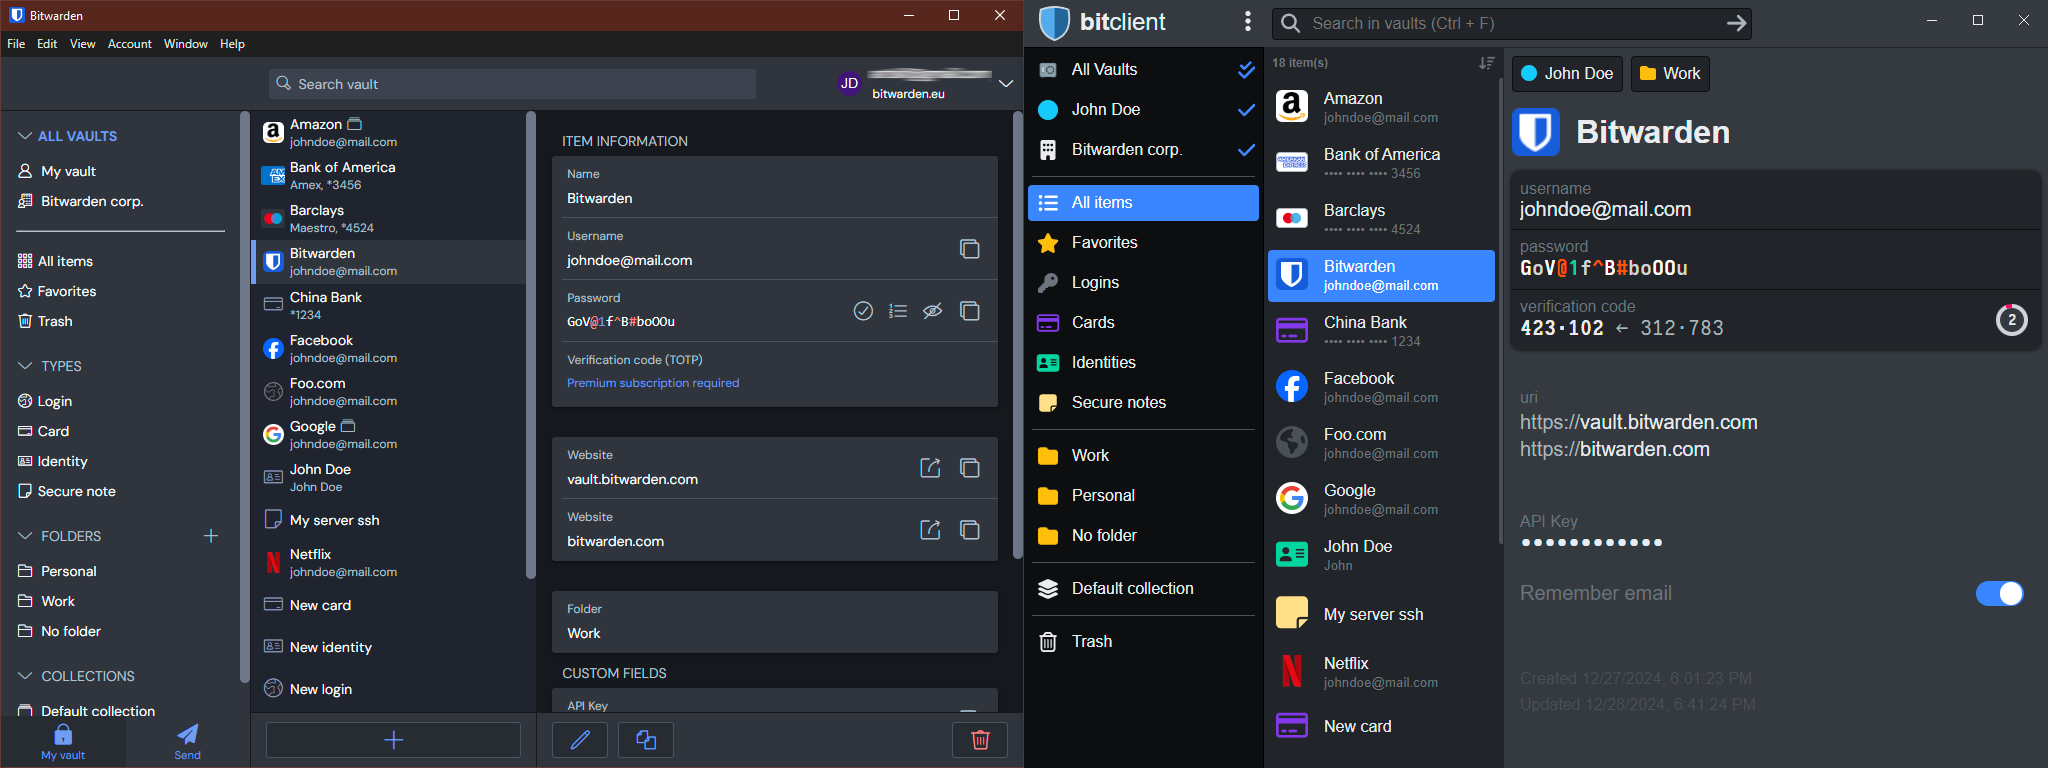 Bitwarden
File Edit View Account Window Help
Search vault
JD
bitwarden.eu
ALL VAULTS
My vault
Bitwarden corp.
All items
Favorites
Trash
TYPES
Login
Card
Identity
Secure note
FOLDERS
Personal
Work
No folder
COLLECTIONS
Default collection
My vault
Send
Amazon
johndoe@mail.com
Bank of America
Amex, *3456
Barclays
Maestro, *4524
Bitwarden
johndoe@mail.com
China Bank
*1234
Facebook
johndoe@mail.com
Foo.com
johndoe@mail.com
Google
johndoe@mail.com
John Doe
John Doe
My server ssh
Netflix
johndoe@mail.com
New card
New identity
New login
ITEM INFORMATION
Name
Bitwarden
Username
johndoe@mail.com
Password
GoV@1f^B#boOOu
Verification code (TOTP)
Premium subscription required
Website
vault.bitwarden.com
Website
bitwarden.com
Folder
Work
CUSTOM FIELDS
API Key
bitclient
Search in vaults (Ctrl + F)
All Vaults
John Doe
Bitwarden corp.
All items
Favorites
Logins
Cards
Identities
Secure notes
Work
Personal
No folder
Default collection
Trash
18 item(s)
Amazon
johndoe@mail.com
Bank of America
•••• •••• •••• 3456
Barclays
•••• •••• •••• 4524
Bitwarden
johndoe@mail.com
China Bank
•••• •••• •••• 1234
Facebook
johndoe@mail.com
Foo.com
johndoe@mail.com
Google
johndoe@mail.com
John Doe
John
My server ssh
Netflix
johndoe@mail.com
New card
John Doe
Work
Bitwarden
username
johndoe@mail.com
password
GoV@1f^B#boOOu
verification code
423·102 ← 312·783
2
uri
https://vault.bitwarden.com
https://bitwarden.com
API Key
••••••••••••
Remember email
Created 12/27/2024, 6:01:23 PM
Updated 12/28/2024, 6:41:24 PM